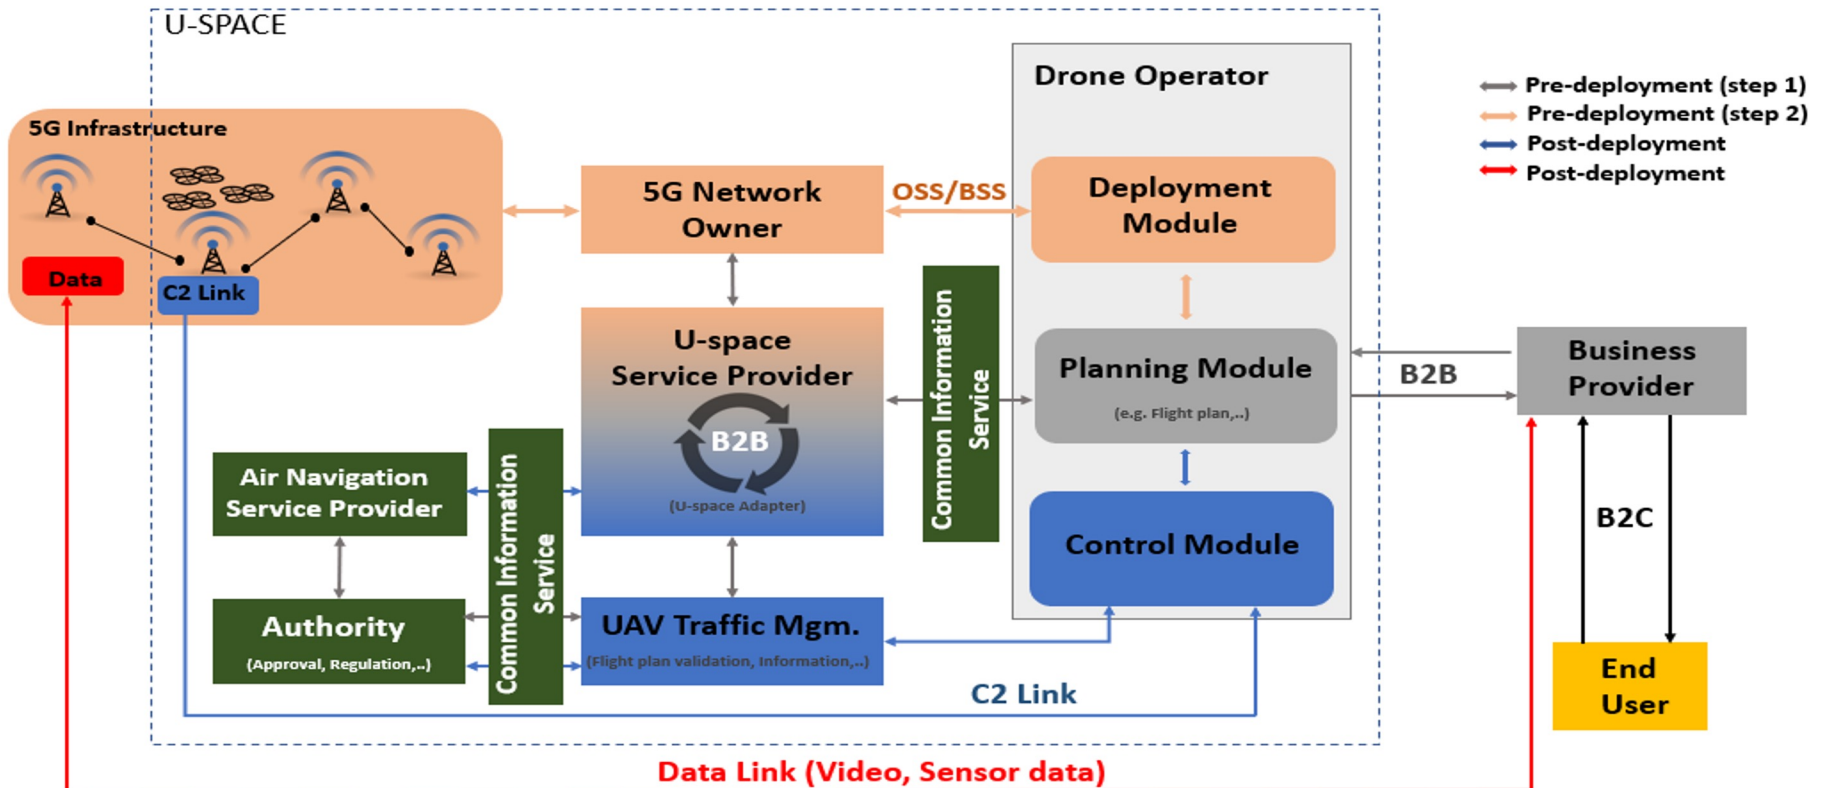 U-SPACE
Drone Operator
Pre-deployment (step 1)
Pre-deployment (step 2)
Post-deployment
Post-deployment
5G Infrastructure
Data
C2 Link
5G Network
Owner
OSS/BSS
Deployment
Module
U-space
Service Provider
B2B
(U-space Adapter)
Common Information
Service
Planning Module
(e.g. Flight plan,..)
B2B
Business
Provider
Air Navigation
Service Provider
Common Information
Service
Control Module
B2C
Authority
(Approval, Regulation,..)
UAV Traffic Mgm.
(Flight plan validation, Information,..)
End
User
C2 Link
Data Link (Video, Sensor data)